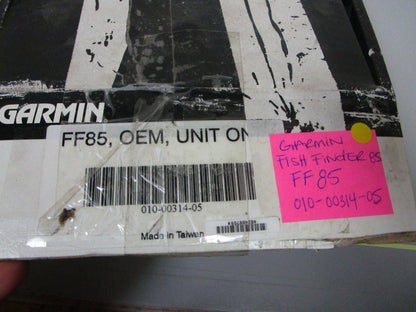 GARMIN
FF85, OEM, UNIT ON
010-00314-05
Made in Taiwan
GARMIN
FISH FINDER 85
FF 85
010-00314-05